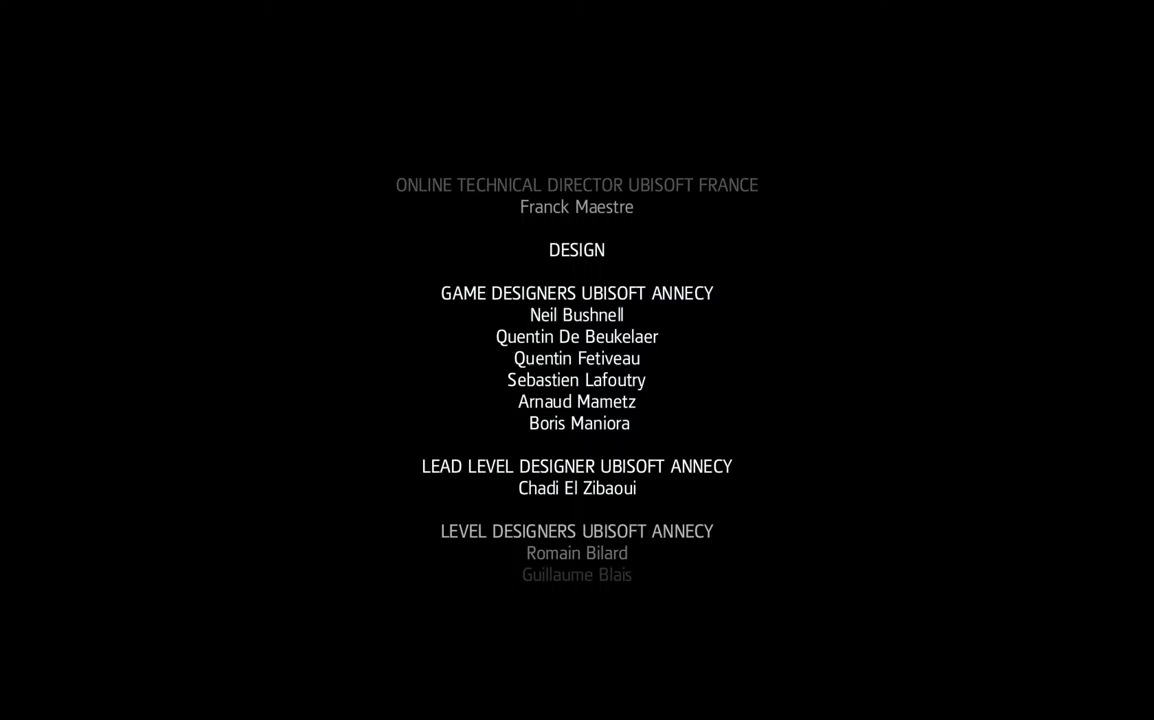 ONLINE TECHNICAL DIRECTOR UBISOFT FRANCE
Franck Maestre
DESIGN
GAME DESIGNERS UBISOFT ANNECY
Neil Bushnell
Quentin De Beukelaer
Quentin Fetiveau
Sebastien Lafoutry
Arnaud Mametz
Boris Maniora
LEAD LEVEL DESIGNER UBISOFT ANNECY
Chadi El Zibaoui
LEVEL DESIGNERS UBISOFT ANNECY
Romain Bilard
Guillaume Blais